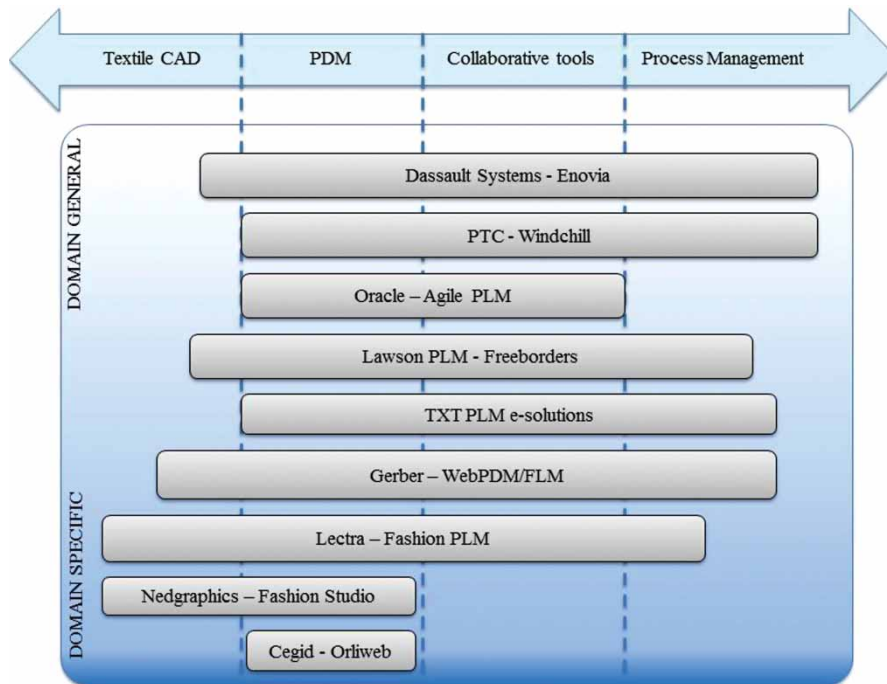 Textile CAD
PDM
Collaborative tools
Process Management
DOMAIN GENERAL
Dassault Systems - Enovia
PTC - Windchill
Oracle – Agile PLM
Lawson PLM - Freeborders
TXT PLM e-solutions
Gerber – WebPDM/FLM
DOMAIN SPECIFIC
Lectra – Fashion PLM
Nedgraphics – Fashion Studio
Cegid - Orliweb